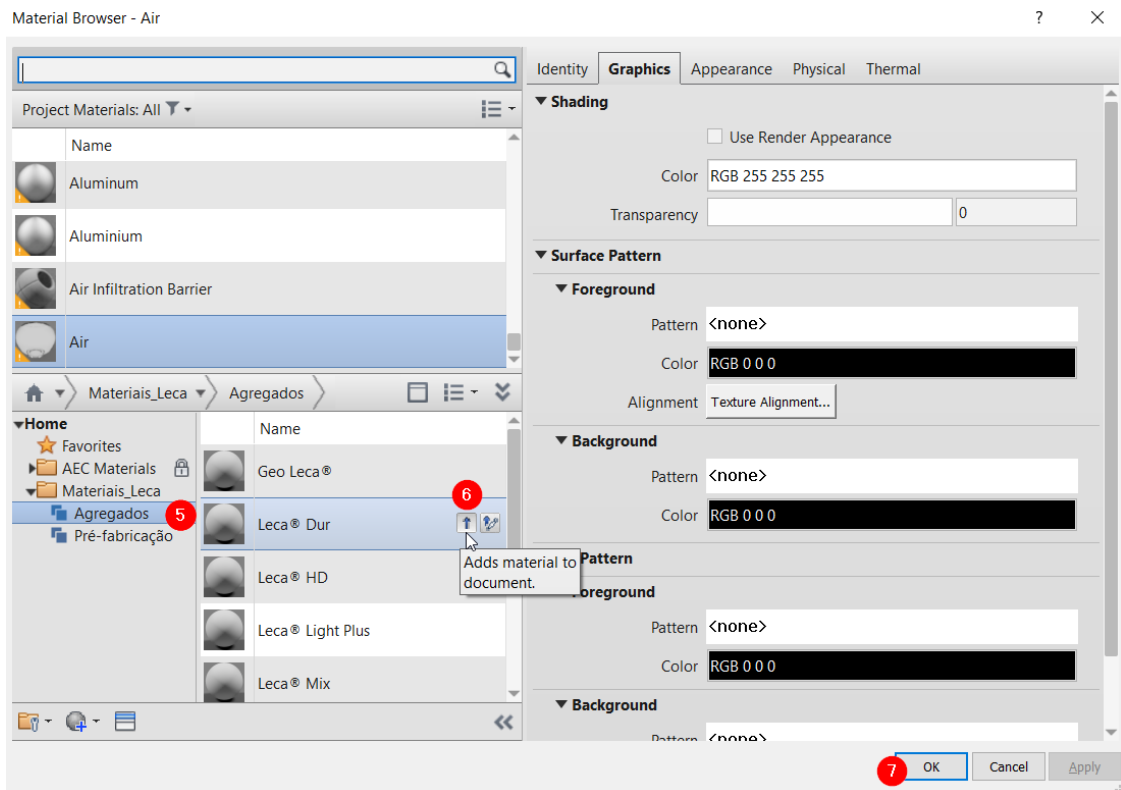 Material Browser - Air
?
Project Materials: All
Name
Aluminum
Aluminium
Air Infiltration Barrier
Air
Materiais_Leca
Agregados
Home
Favorites
AEC Materials
Materiais_Leca
Agregados
5
Pré-fabricação
Name
Geo Leca®
6
Leca® Dur
Adds material to
document.
Leca® HD
Leca® Light Plus
Leca® Mix
Identity
Graphics
Appearance
Physical
Thermal
Shading
Use Render Appearance
Color RGB 255 255 255
Transparency 0
Surface Pattern
Foreground
Pattern <none>
Color RGB 0 0 0
Alignment Texture Alignment...
Background
Pattern <none>
Color RGB 0 0 0
Pattern
Foreground
Pattern <none>
Color RGB 0 0 0
Background
Pattern <none>
7
OK
Cancel
Apply